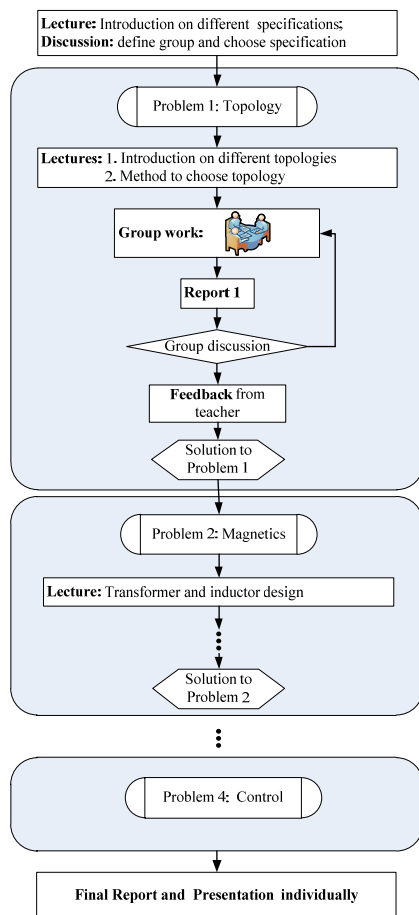 Lecture: Introduction on different specifications;
Discussion: define group and choose specification
Problem 1: Topology
Lectures: 1. Introduction on different topologies
2. Method to choose topology
Group work:
Report 1
Group discussion
Feedback from
teacher
Solution to
Problem 1
Problem 2: Magnetics
Lecture: Transformer and inductor design
Solution to
Problem 2
Problem 4: Control
Final Report and Presentation individually